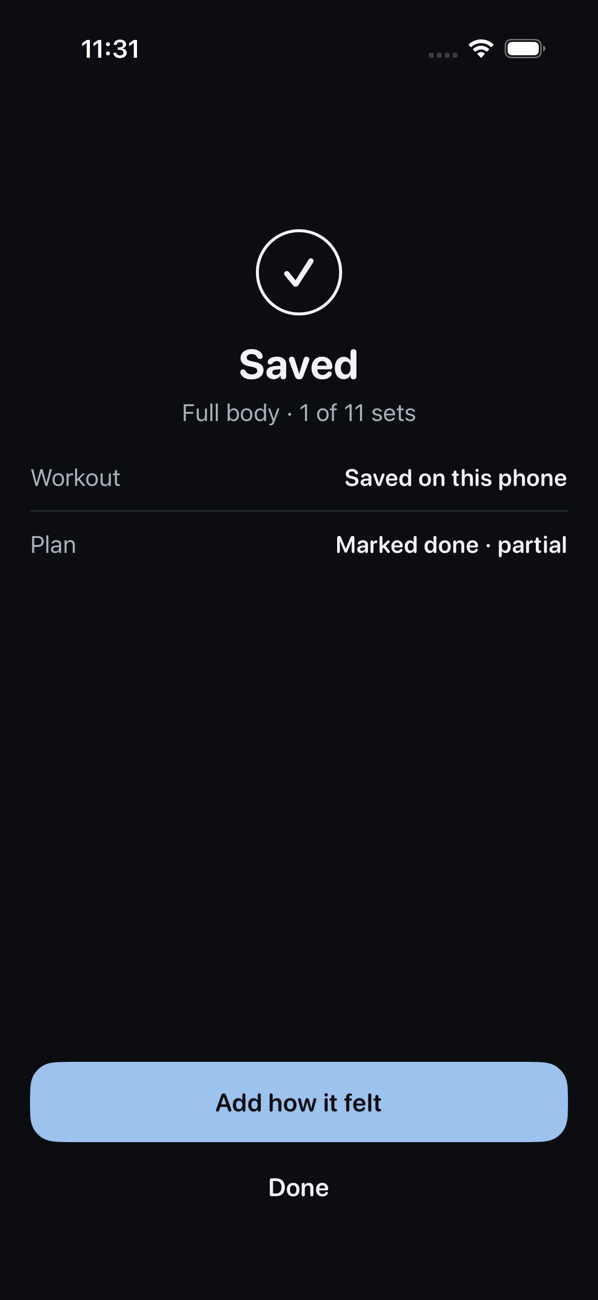 11:31
Saved
Full body · 1 of 11 sets
Workout Saved on this phone
Plan Marked done · partial
Add how it felt
Done